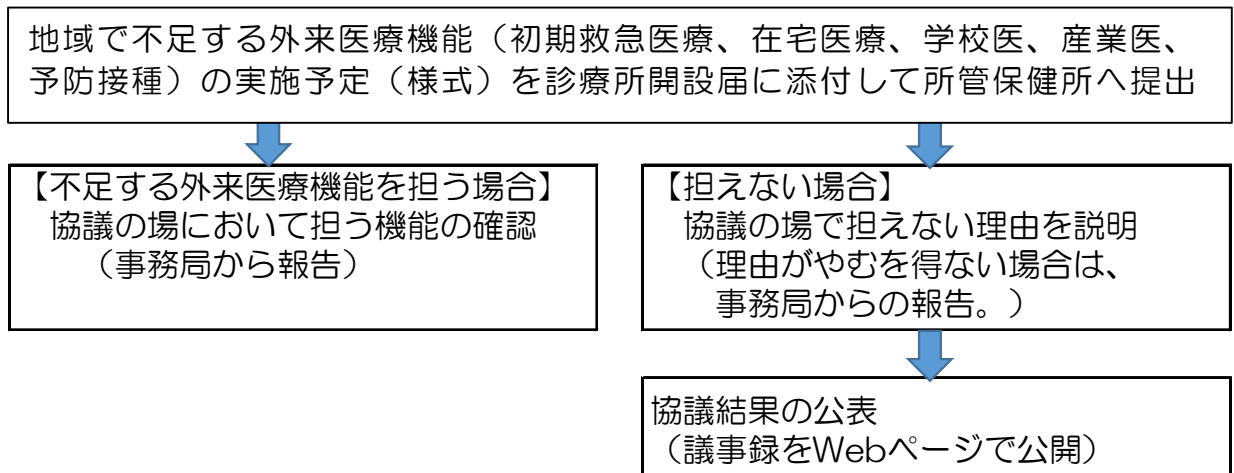 地域で不足する外来医療機能（初期救急医療、在宅医療、学校医、産業医、
予防接種）の実施予定（様式）を診療所開設届に添付して所管保健所へ提出
【不足する外来医療機能を担う場合】
協議の場において担う機能の確認
（事務局から報告）
【担えない場合】
協議の場で担えない理由を説明
（理由がやむを得ない場合は、
事務局からの報告。）
協議結果の公表
（議事録をWebページで公開）